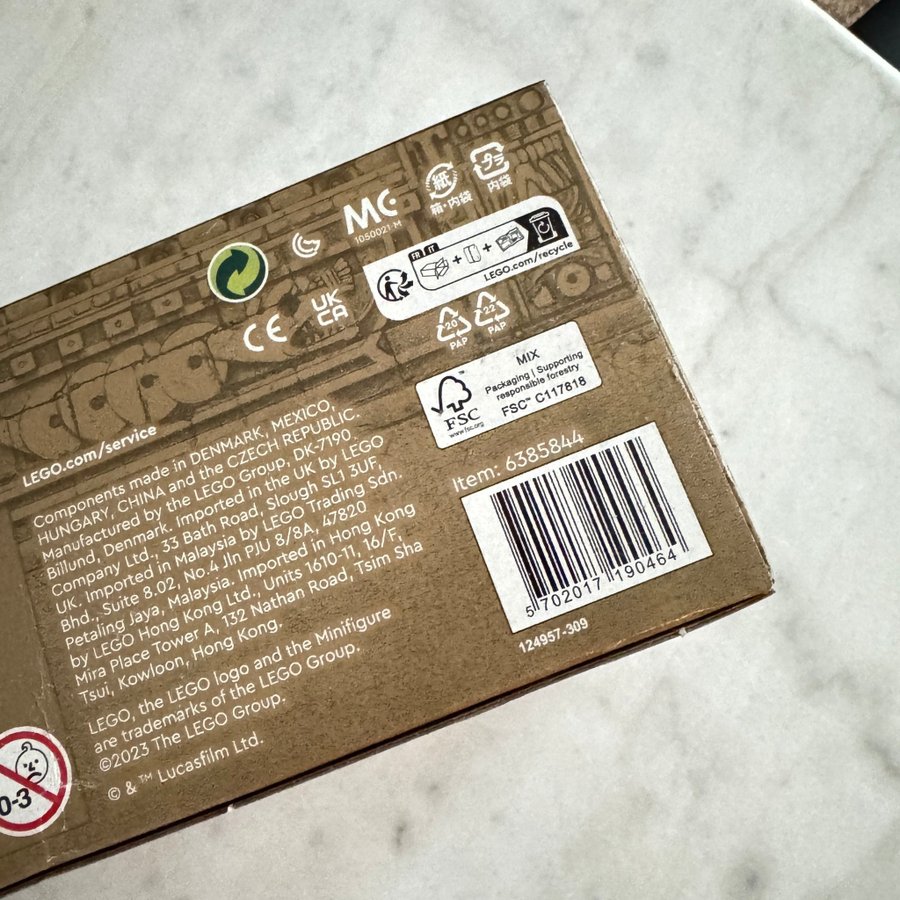 紙
箱・内袋
プラ
内袋
MC
1050021 M
FR
IT
LEGO.com/recycle
CE
UK
CA
20
PAP
22
PAP
FSC™
www.fsc.org
MIX
Packaging | Supporting
responsible forestry
FSC™ C117818
LEGO.com/service
Components made in DENMARK, MEXICO,
HUNGARY, CHINA and the CZECH REPUBLIC.
Manufactured by the LEGO Group, DK-7190
Billund, Denmark. Imported in the UK by LEGO
Company Ltd., 33 Bath Road, Slough SL1 3UF,
UK. Imported in Malaysia by LEGO Trading Sdn.
Bhd., Suite 8.02, No.4 Jln PJU 8/8A, 47820
Petaling Jaya, Malaysia. Imported in Hong Kong
by LEGO Hong Kong Ltd., Units 1610-11, 16/F,
Mira Place Tower A, 132 Nathan Road, Tsim Sha
Tsui, Kowloon, Hong Kong.
LEGO, the LEGO logo and the Minifigure
are trademarks of the LEGO Group.
©2023 The LEGO Group.
© & ™ Lucasfilm Ltd.
0-3
Item: 6385844
5 702017 190464
124957-309